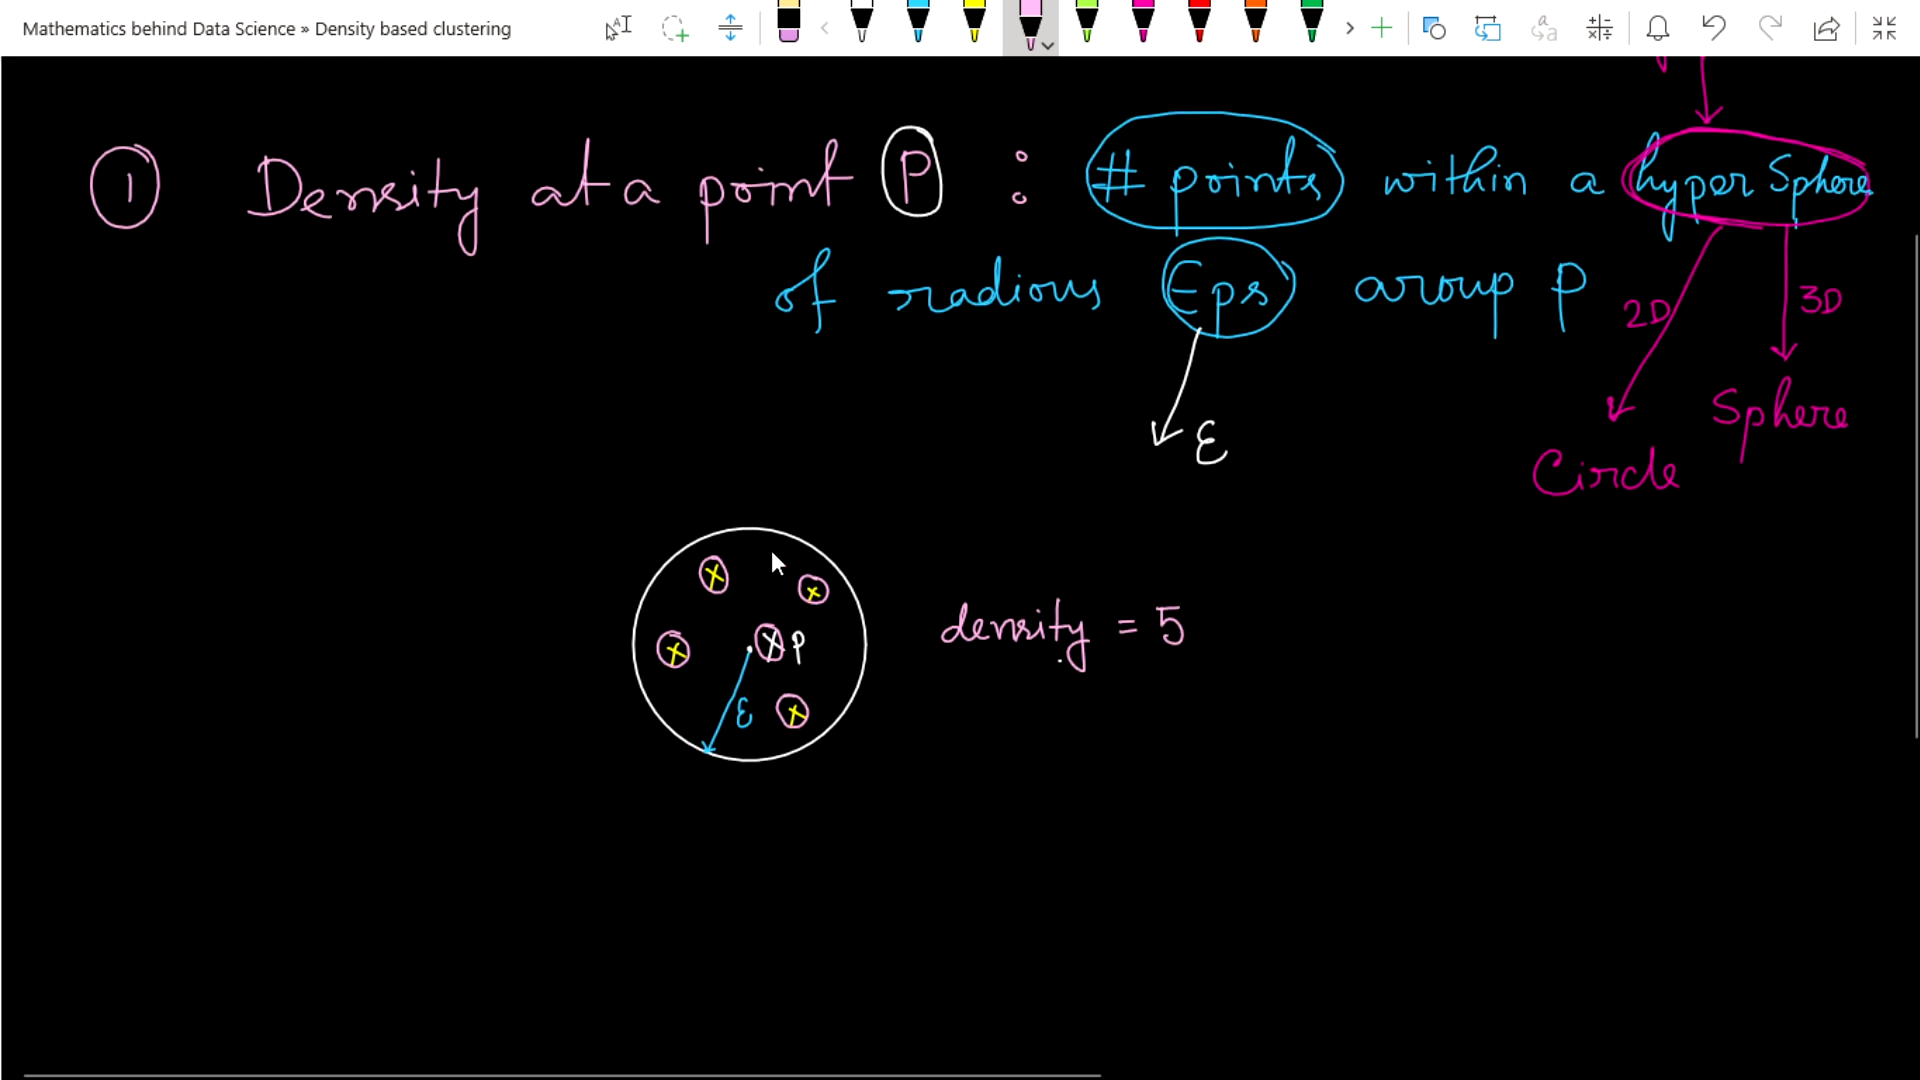 Mathematics behind Data Science » Density based clustering
① Density at a point P : # points within a hyper Sphere
of radious Eps aroup P
2D
3D
ε
Sphere
Circle
x
x
x
x P
density = 5
ε
x